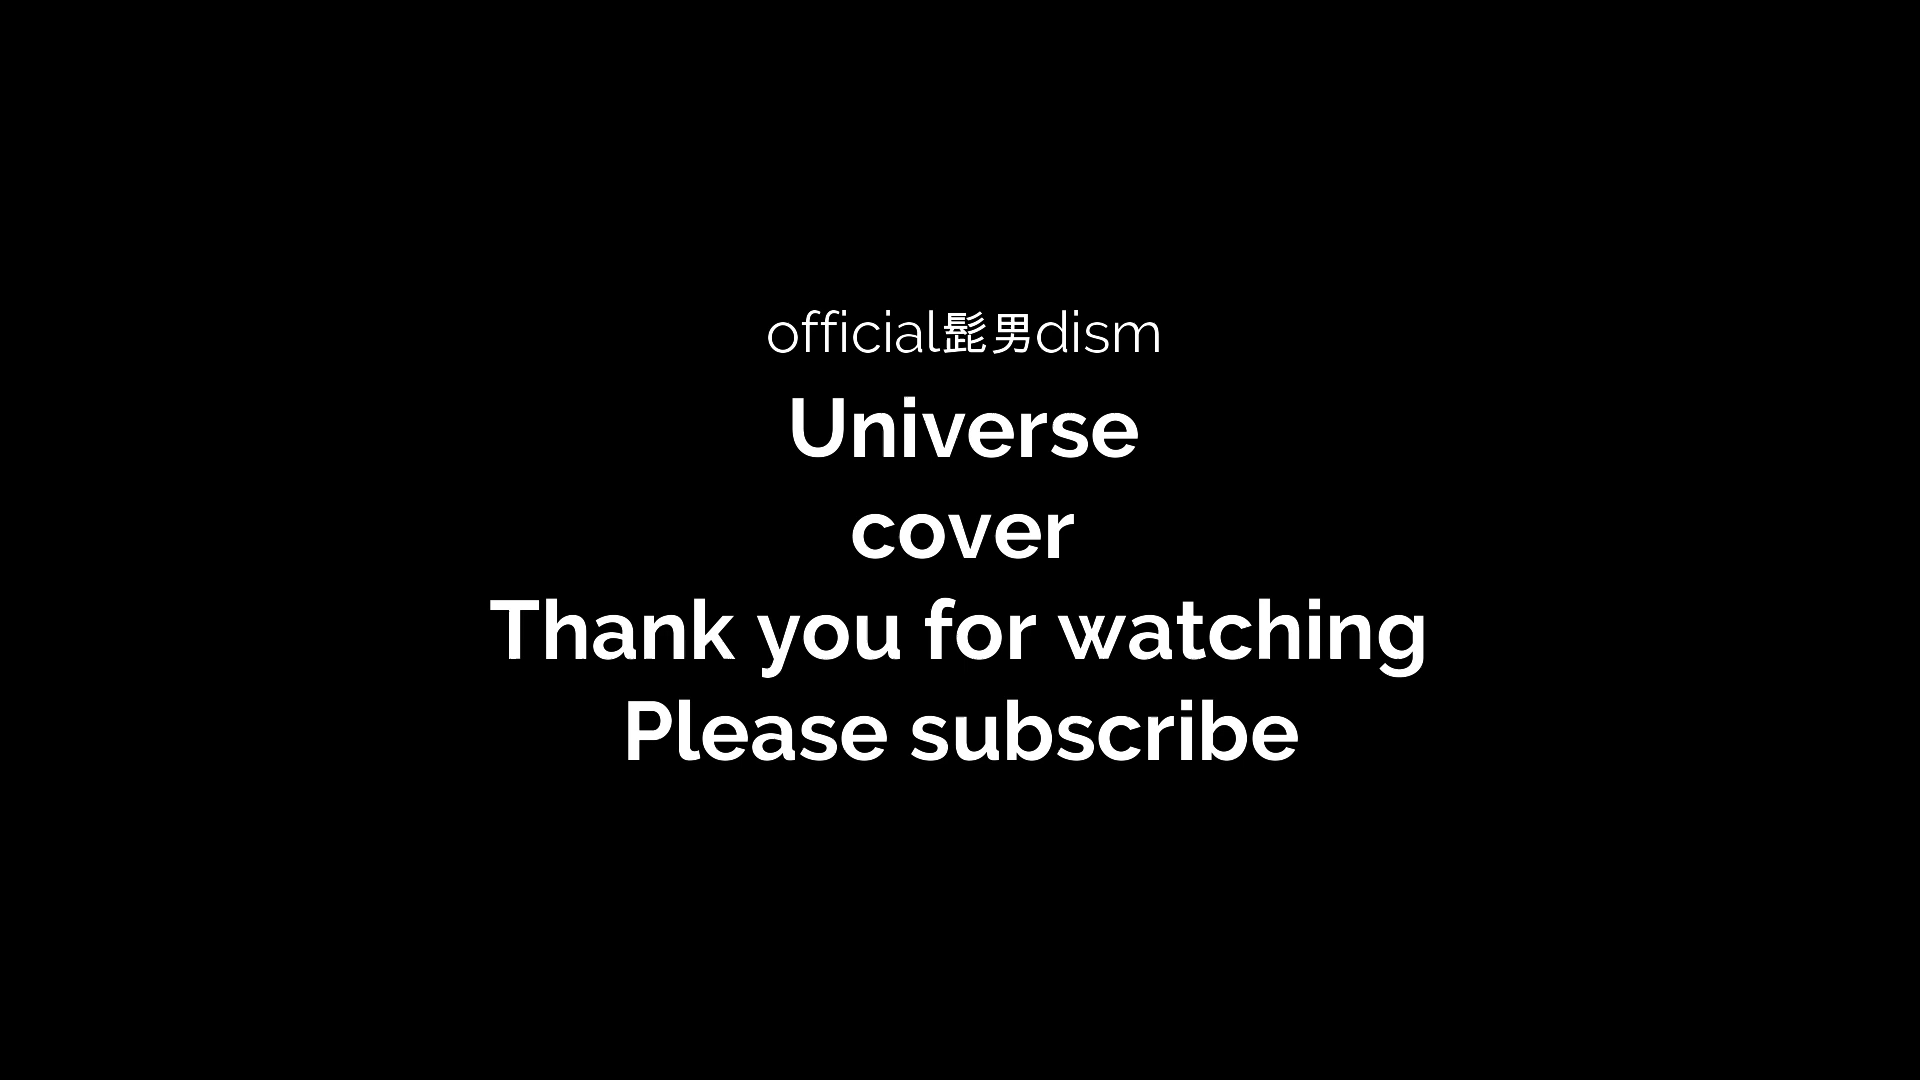 official髭男dism
Universe
cover
Thank you for watching
Please subscribe